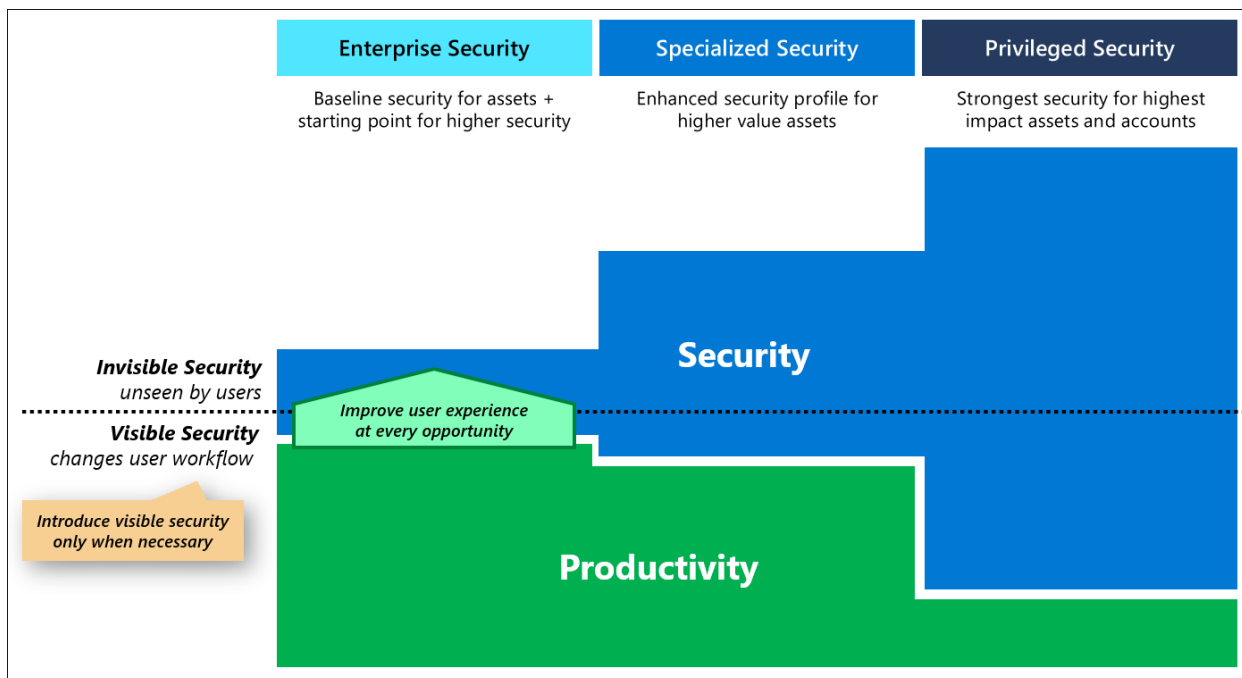 Enterprise Security
Specialized Security
Privileged Security
Baseline security for assets +
starting point for higher security
Enhanced security profile for
higher value assets
Strongest security for highest
impact assets and accounts
Invisible Security
unseen by users
Security
Improve user experience
at every opportunity
Visible Security
changes user workflow
Introduce visible security
only when necessary
Productivity